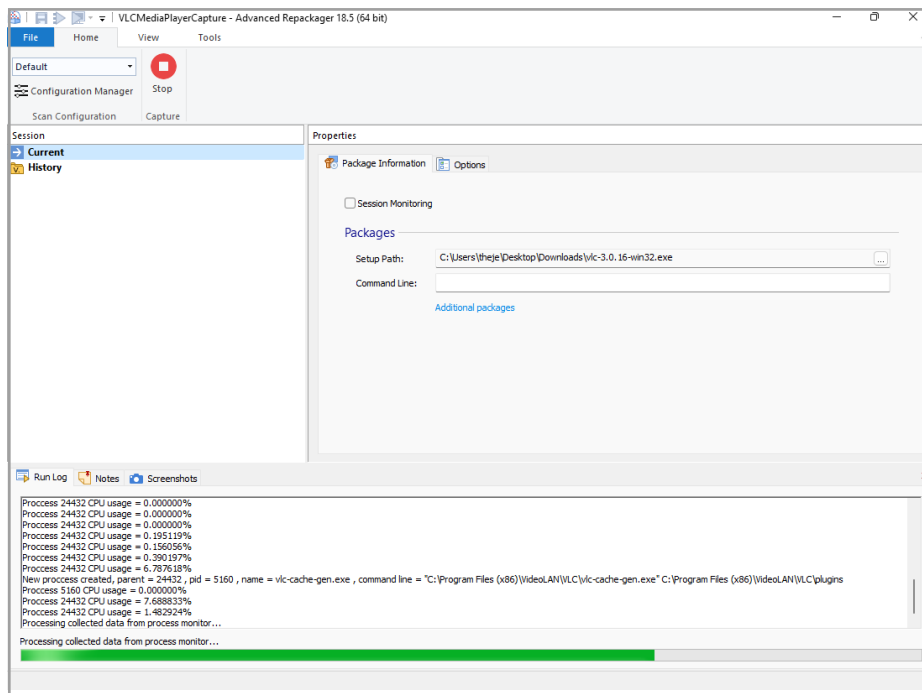 VLCMediaPlayerCapture - Advanced Repackager 18.5 (64 bit)
File Home View Tools
Default
Configuration Manager
Stop
Scan Configuration Capture
Session
Current
History
Properties
Package Information Options
Session Monitoring
Packages
Setup Path: C:\Users\theje\Desktop\Downloads\vlc-3.0.16-win32.exe ...
Command Line:
Additional packages
Run Log Notes Screenshots
Proccess 24432 CPU usage = 0.000000%
Proccess 24432 CPU usage = 0.000000%
Proccess 24432 CPU usage = 0.000000%
Proccess 24432 CPU usage = 0.195119%
Proccess 24432 CPU usage = 0.156056%
Proccess 24432 CPU usage = 0.390197%
Proccess 24432 CPU usage = 6.787618%
New proccess created, parent = 24432 , pid = 5160 , name = vlc-cache-gen.exe , command line = "C:\Program Files (x86)\VideoLAN\VLC\vlc-cache-gen.exe" C:\Program Files (x86)\VideoLAN\VLC\plugins
Proccess 5160 CPU usage = 0.000000%
Proccess 24432 CPU usage = 7.688833%
Proccess 24432 CPU usage = 1.482924%
Processing collected data from process monitor...
Processing collected data from process monitor...